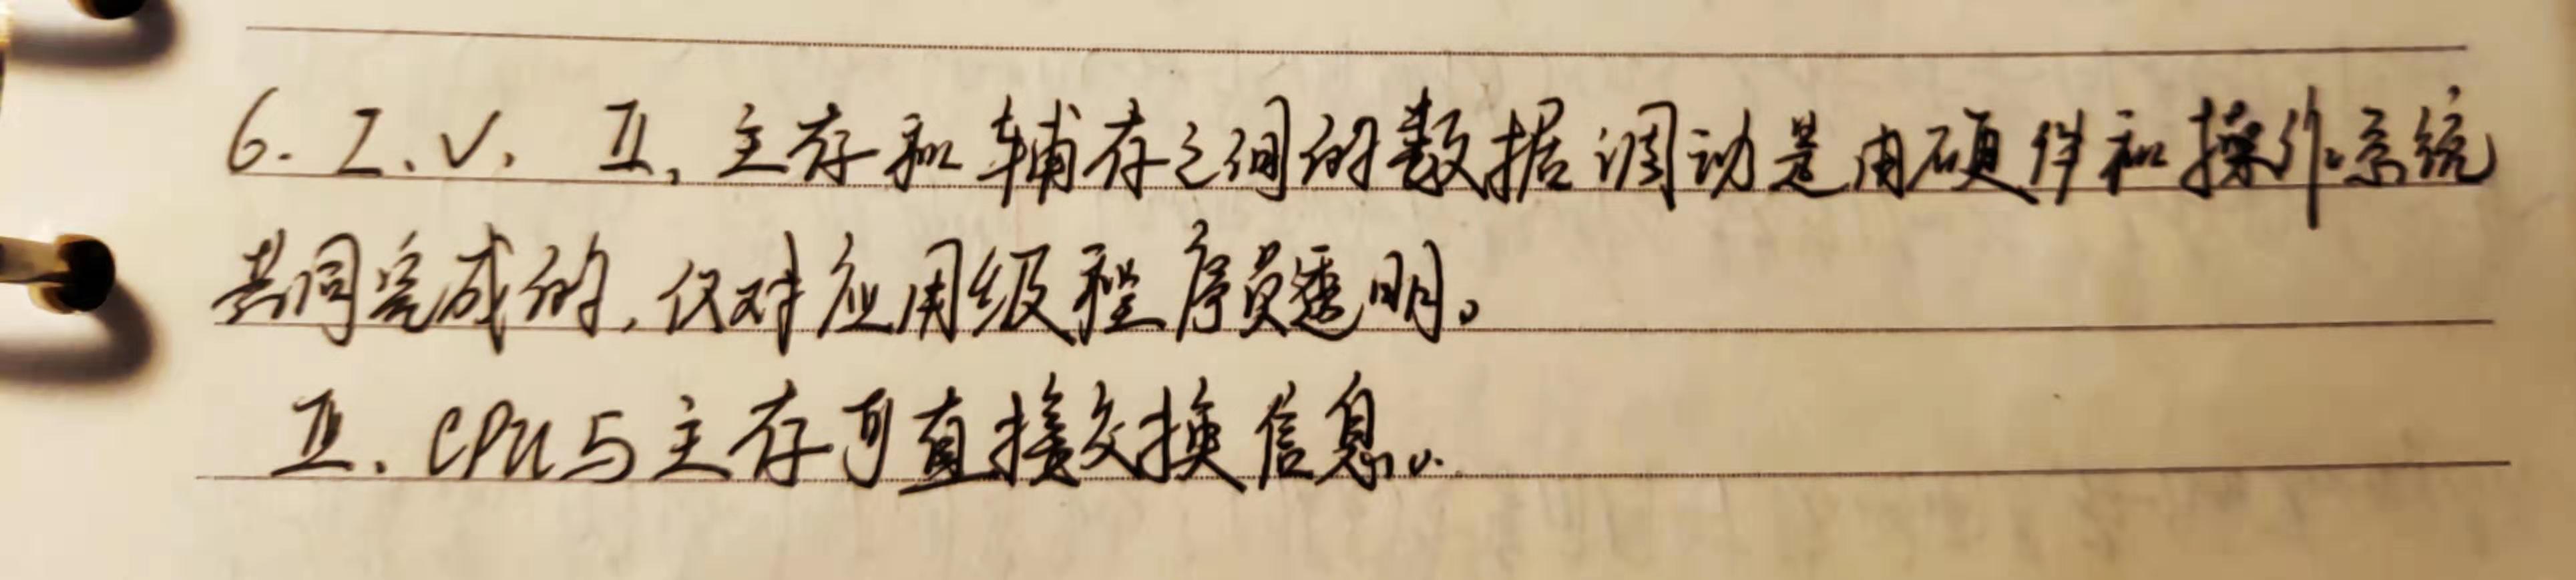 6. I、V. II、主存和辅存之间的数据调动是由硬件和操作系统
共同完成的,仅对应用级程序员透明。
II、CPU与主存可直接交换信息。